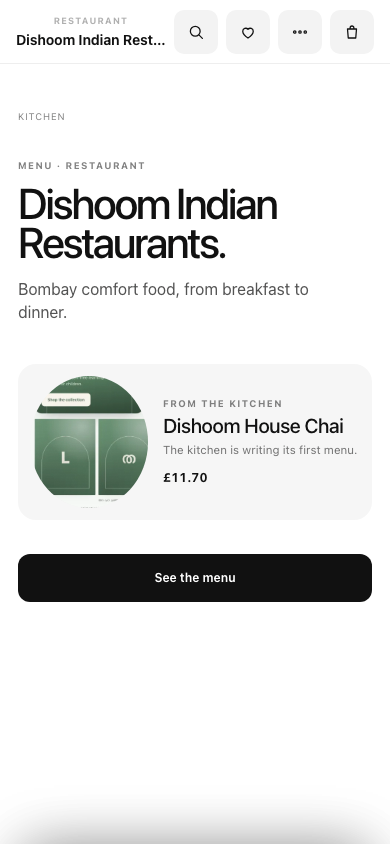 RESTAURANT
Dishoom Indian Rest...
KITCHEN
MENU · RESTAURANT
Dishoom Indian
Restaurants.
Bombay comfort food, from breakfast to
dinner.
Shop the collection
L
FROM THE KITCHEN
Dishoom House Chai
The kitchen is writing its first menu.
£11.70
See the menu